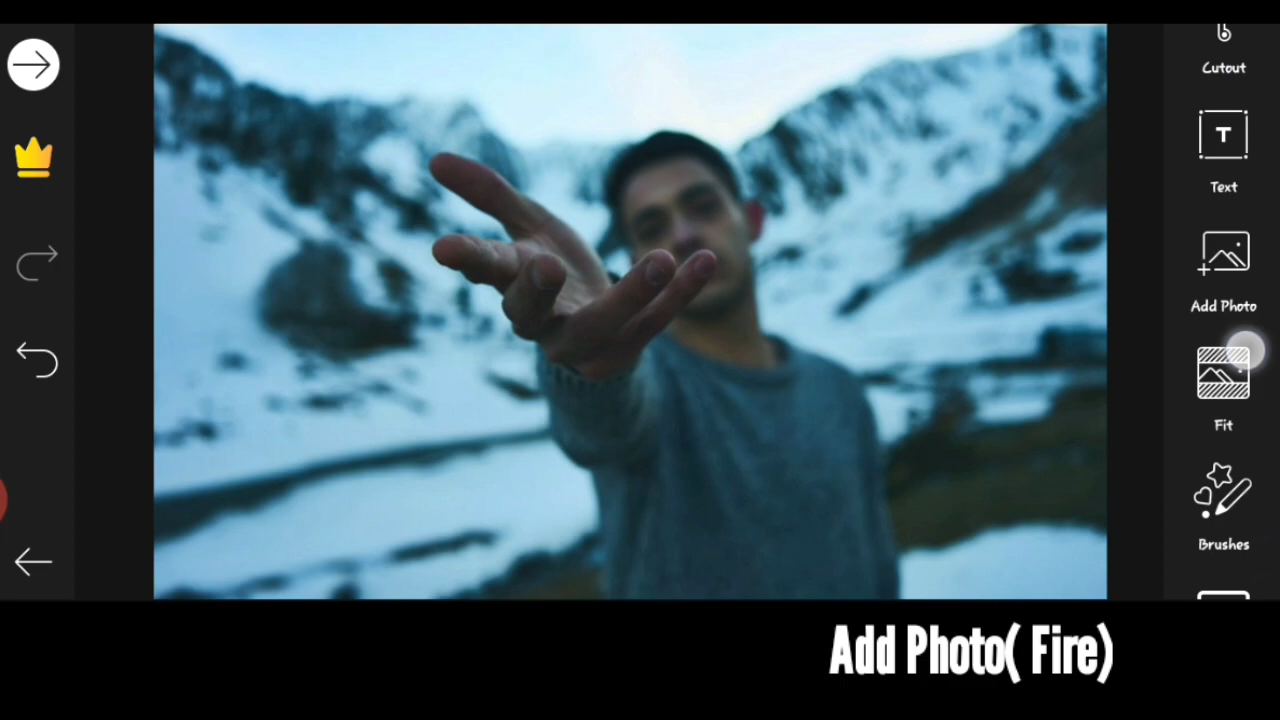 Cutout
T
Text
Add Photo
Fit
Brushes
Add Photo( Fire)